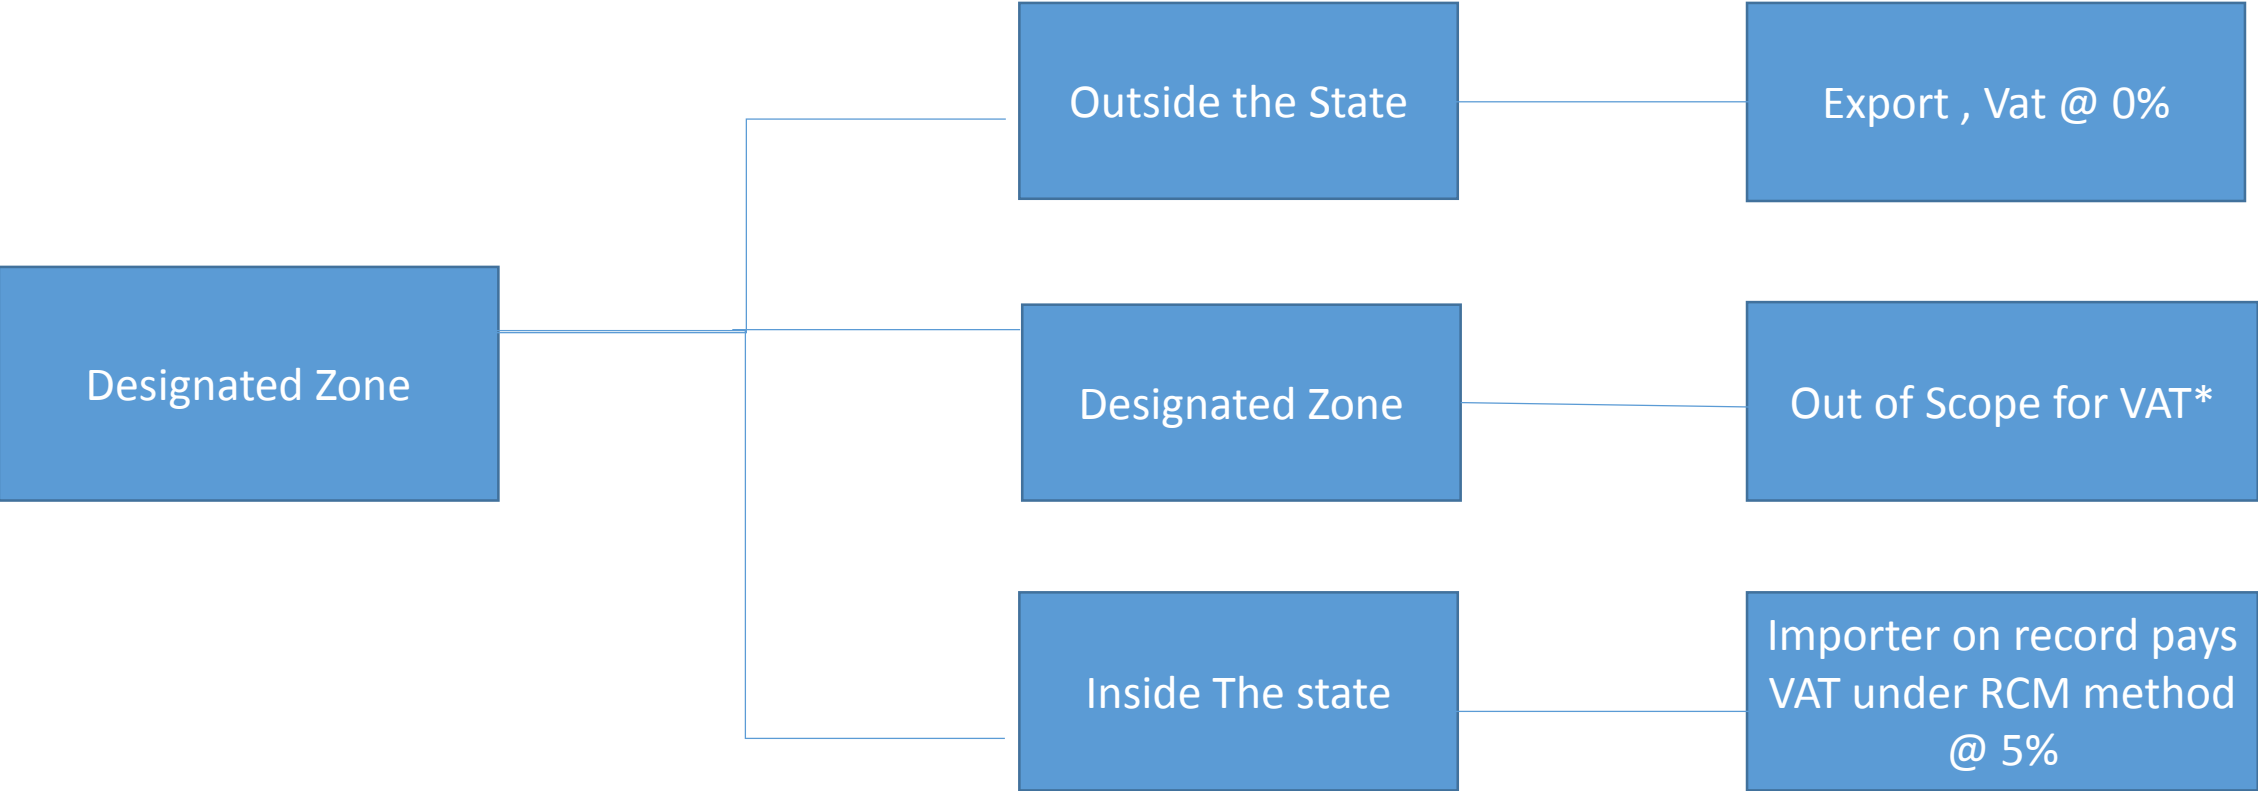 Designated Zone
Outside the State
Export , Vat @ 0%
Designated Zone
Out of Scope for VAT*
Inside The state
Importer on record pays
VAT under RCM method
@ 5%